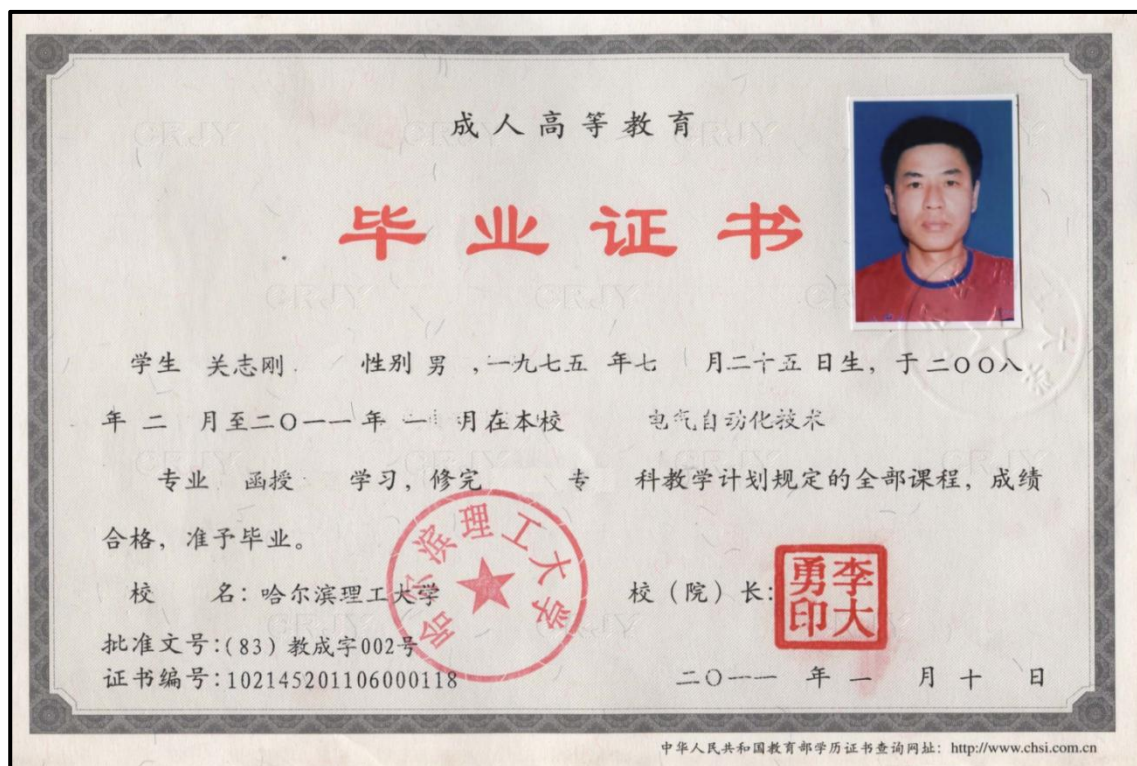 成人高等教育
毕业证书
学生 关志刚 性别 男 ,一九七五 年七 月二十五 日生, 于二〇〇八
年 二 月至二〇一一 年 一 月在本校 电气自动化技术
专业 函授 学习, 修完 专 科教学计划规定的全部课程, 成绩
合格, 准予毕业。
校 名: 哈尔滨理工大学
哈尔滨理工大学
校(院)长:
李大勇印
批准文号:(83) 教成字002号
证书编号:102145201106000118
二〇一一 年 一 月 十 日
中华人民共和国教育部学历证书查询网址: http://www.chsi.com.cn
CRJY